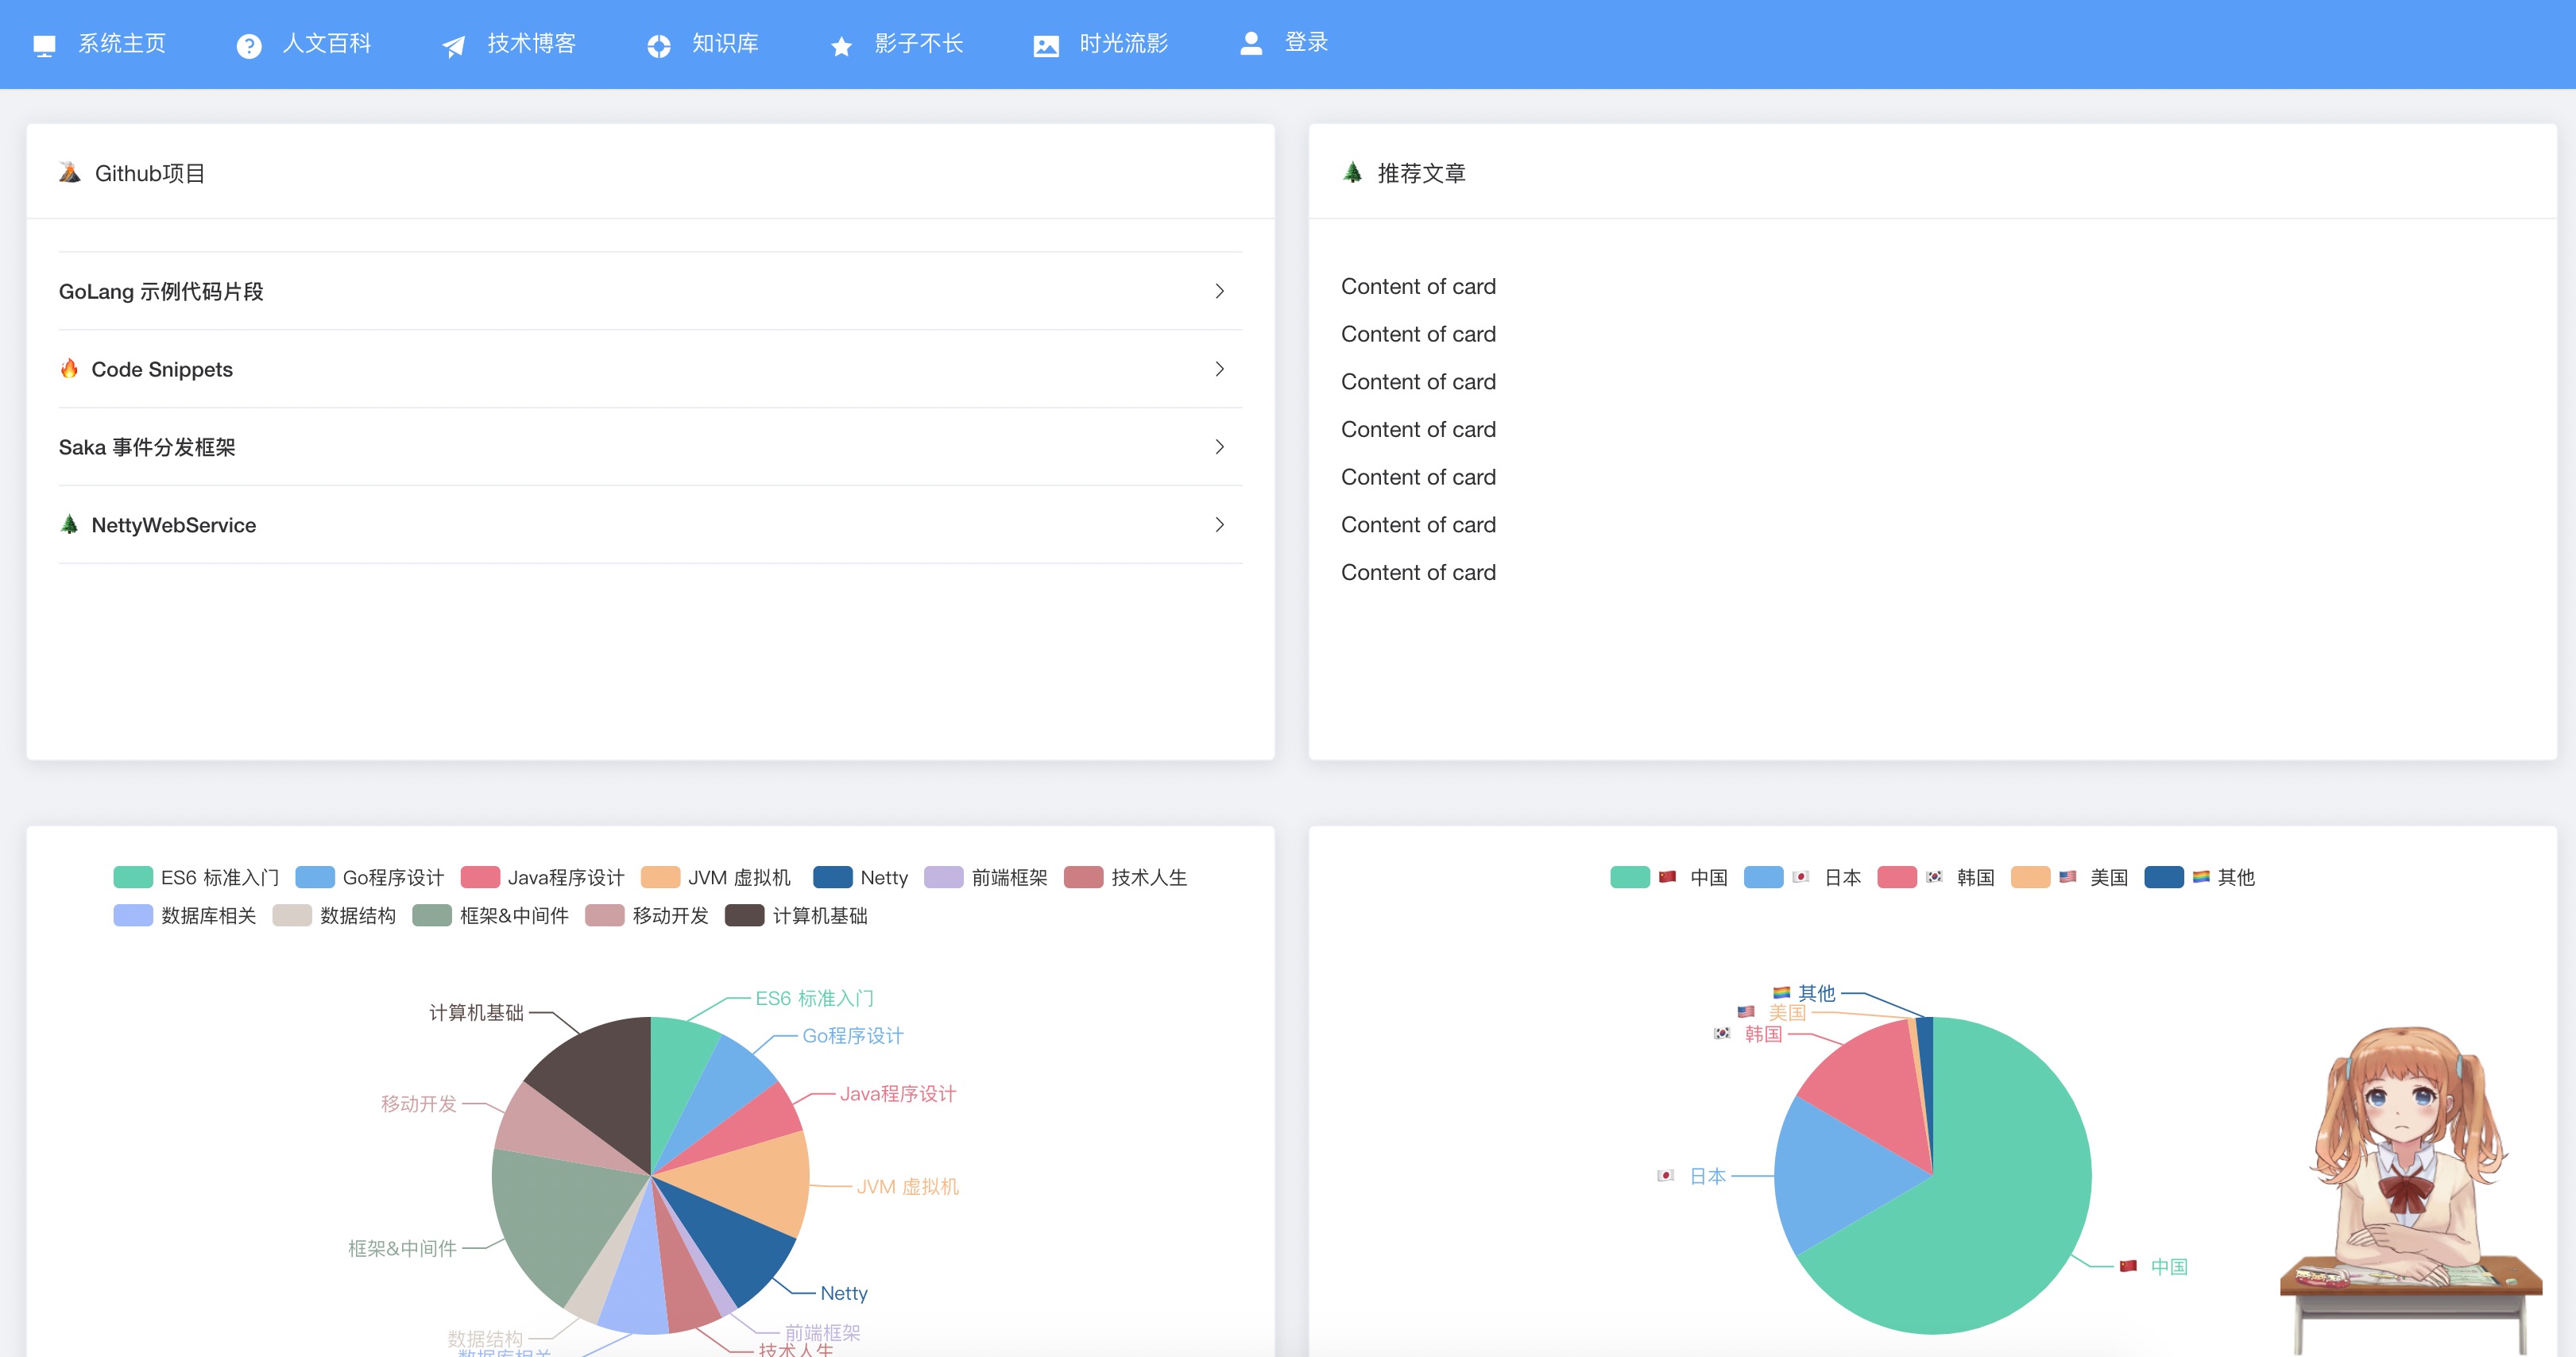 系统主页 人文百科 技术博客 知识库 影子不长 时光流影 登录
Github项目
GoLang 示例代码片段
Code Snippets
Saka 事件分发框架
NettyWebService
推荐文章
Content of card
Content of card
Content of card
Content of card
Content of card
Content of card
Content of card
ES6 标准入门 Go程序设计 Java程序设计 JVM 虚拟机 Netty 前端框架 技术人生
数据库相关 数据结构 框架&中间件 移动开发 计算机基础
ES6 标准入门
计算机基础
Go程序设计
Java程序设计
移动开发
JVM 虚拟机
框架&中间件
Netty
前端框架
数据结构
技术人生
数据库相关
中国 日本 韩国 美国 其他
其他
美国
韩国
日本
中国